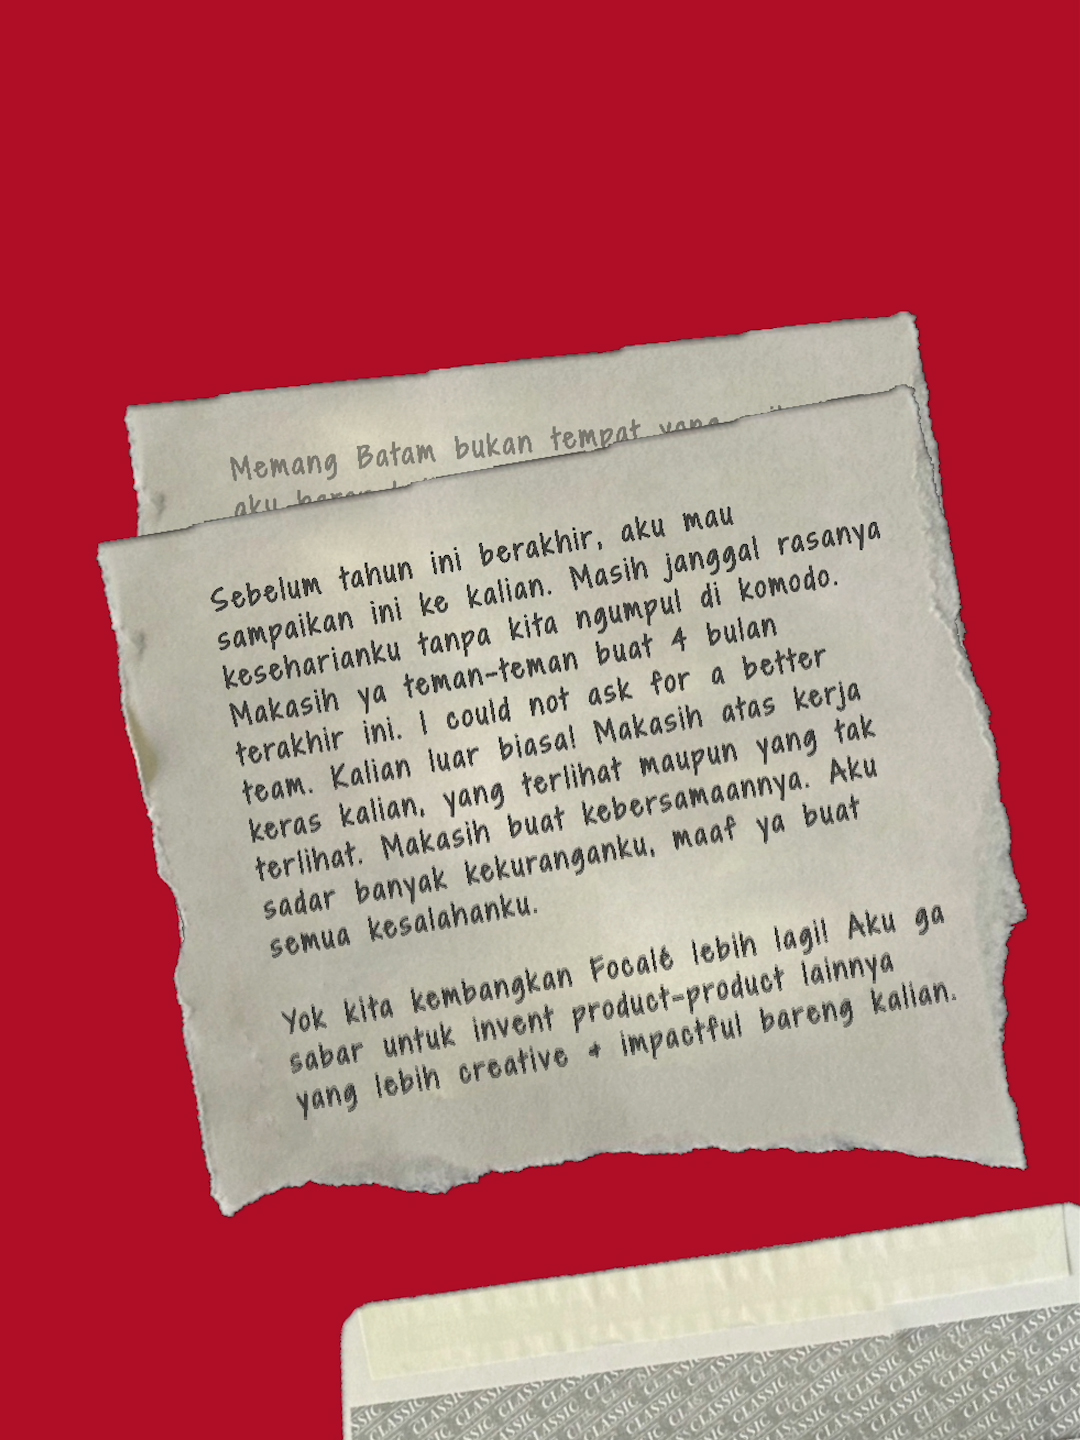 Memang Batam bukan tempat yang
aku
Sebelum tahun ini berakhir, aku mau
sampaikan ini ke kalian. Masih janggal rasanya
keseharianku tanpa kita ngumpul di komodo.
Makasih ya teman-teman buat 4 bulan
terakhir ini. I could not ask for a better
team. Kalian luar biasa! Makasih atas kerja
keras kalian, yang terlihat maupun yang tak
terlihat. Makasih buat kebersamaannya. Aku
sadar banyak kekuranganku, maaf ya buat
semua kesalahanku.
Yok kita kembangkan Focalé lebih lagi! Aku ga
sabar untuk invent product-product lainnya
yang lebih creative + impactful bareng kalian.
CLASSIC CLASSIC CLASSIC CLASSIC CLASSIC